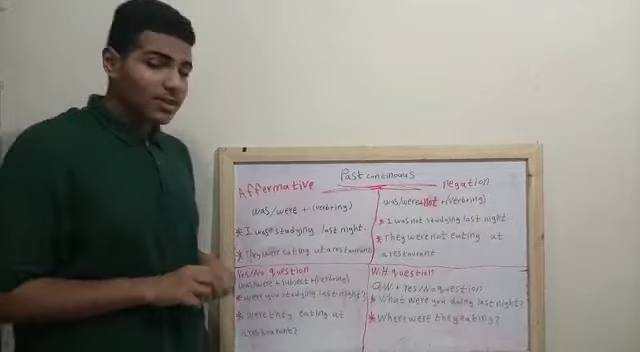 Past continuous
Affermative
was/were + (verb+ing)
* I was studying last night.
* They were eating at a restaurant
negation
was/were+not +(verb+ing)
* I was not studying last night.
* They were not eating at
a restaurant
Yes/No question
was/were + subject + (verb+ing)
* were you studying last night?
* were they eating at
a restaurant?
W.H question
Q.W + Yes/No question
* What were you doing last night?
* Where were they eating?